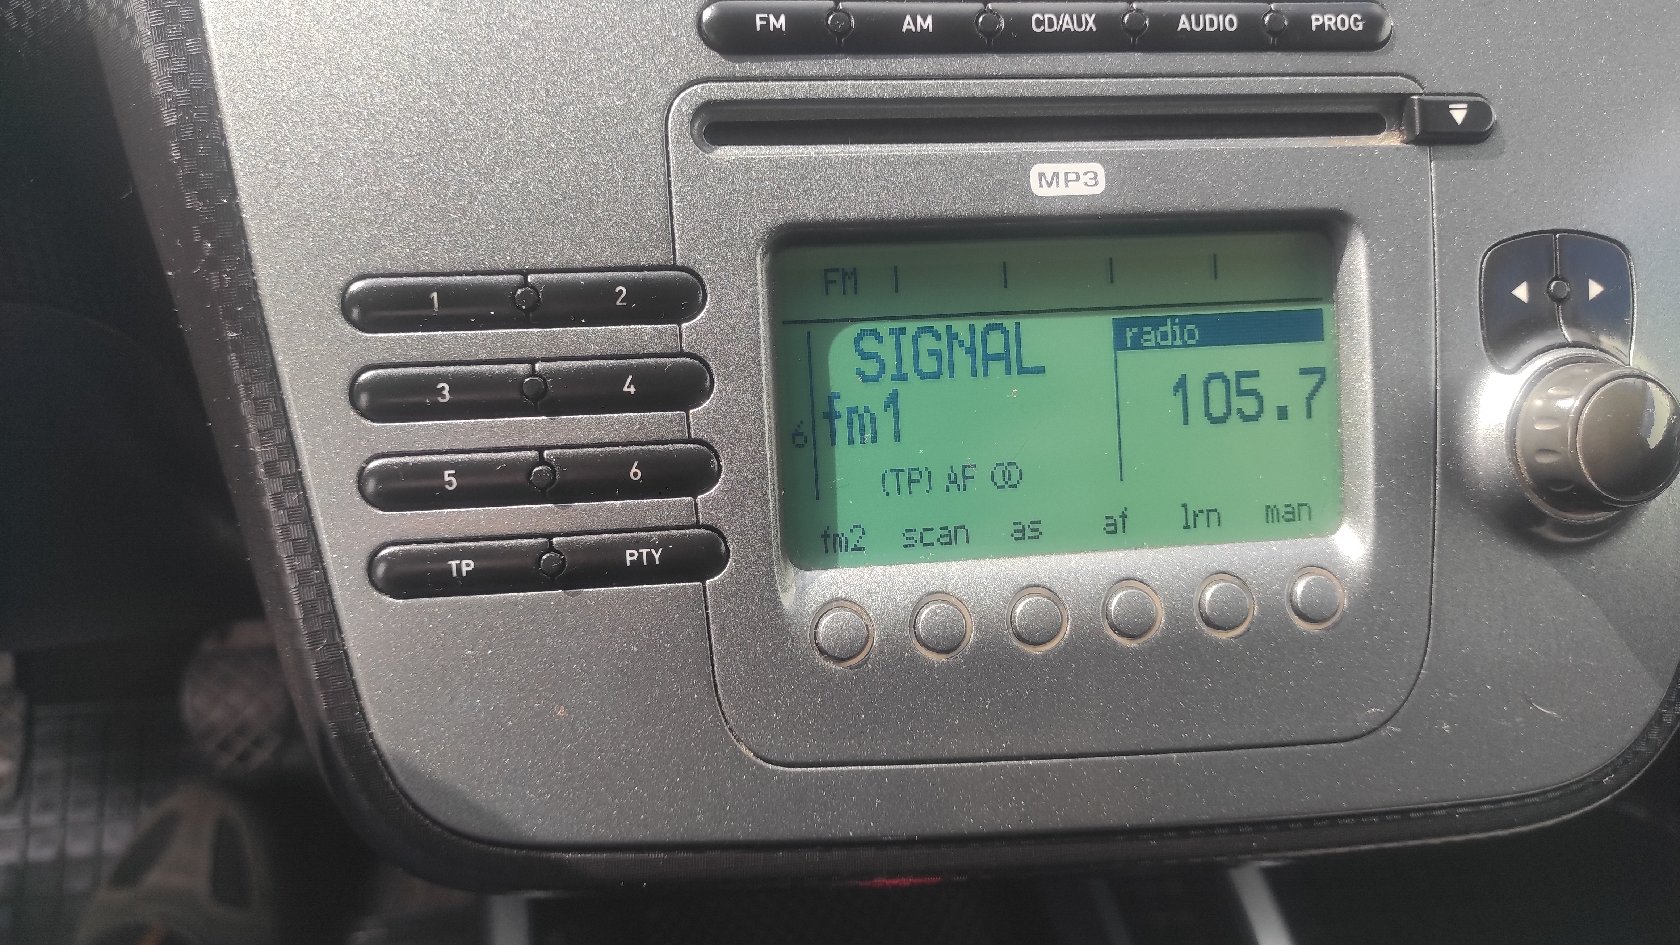 FM AM CD/AUX AUDIO PROG
MP3
1 2
3 4
5 6
TP PTY
FM
SIGNAL
radio
fm1
105.7
6
(TP) AF
fm2 scan as af lrn man